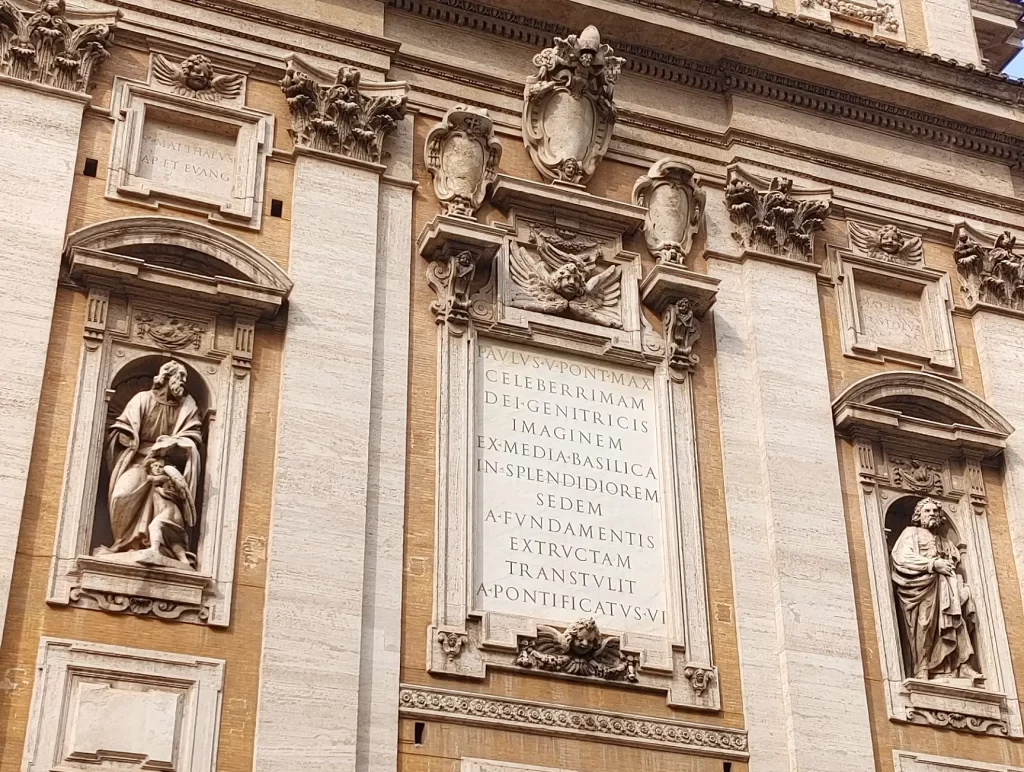 MATTHAEVS
AP·ET EVANG
PAVLVS·V·PONT·MAX
CELEBERRIMAM
DEI·GENITRICIS
IMAGINEM
EX·MEDIA·BASILICA
IN·SPLENDIDIOREM
SEDEM
A·FVNDAMENTIS
EXTRVCTAM
TRANSTVLIT
A·PONTIFICATVS·VI